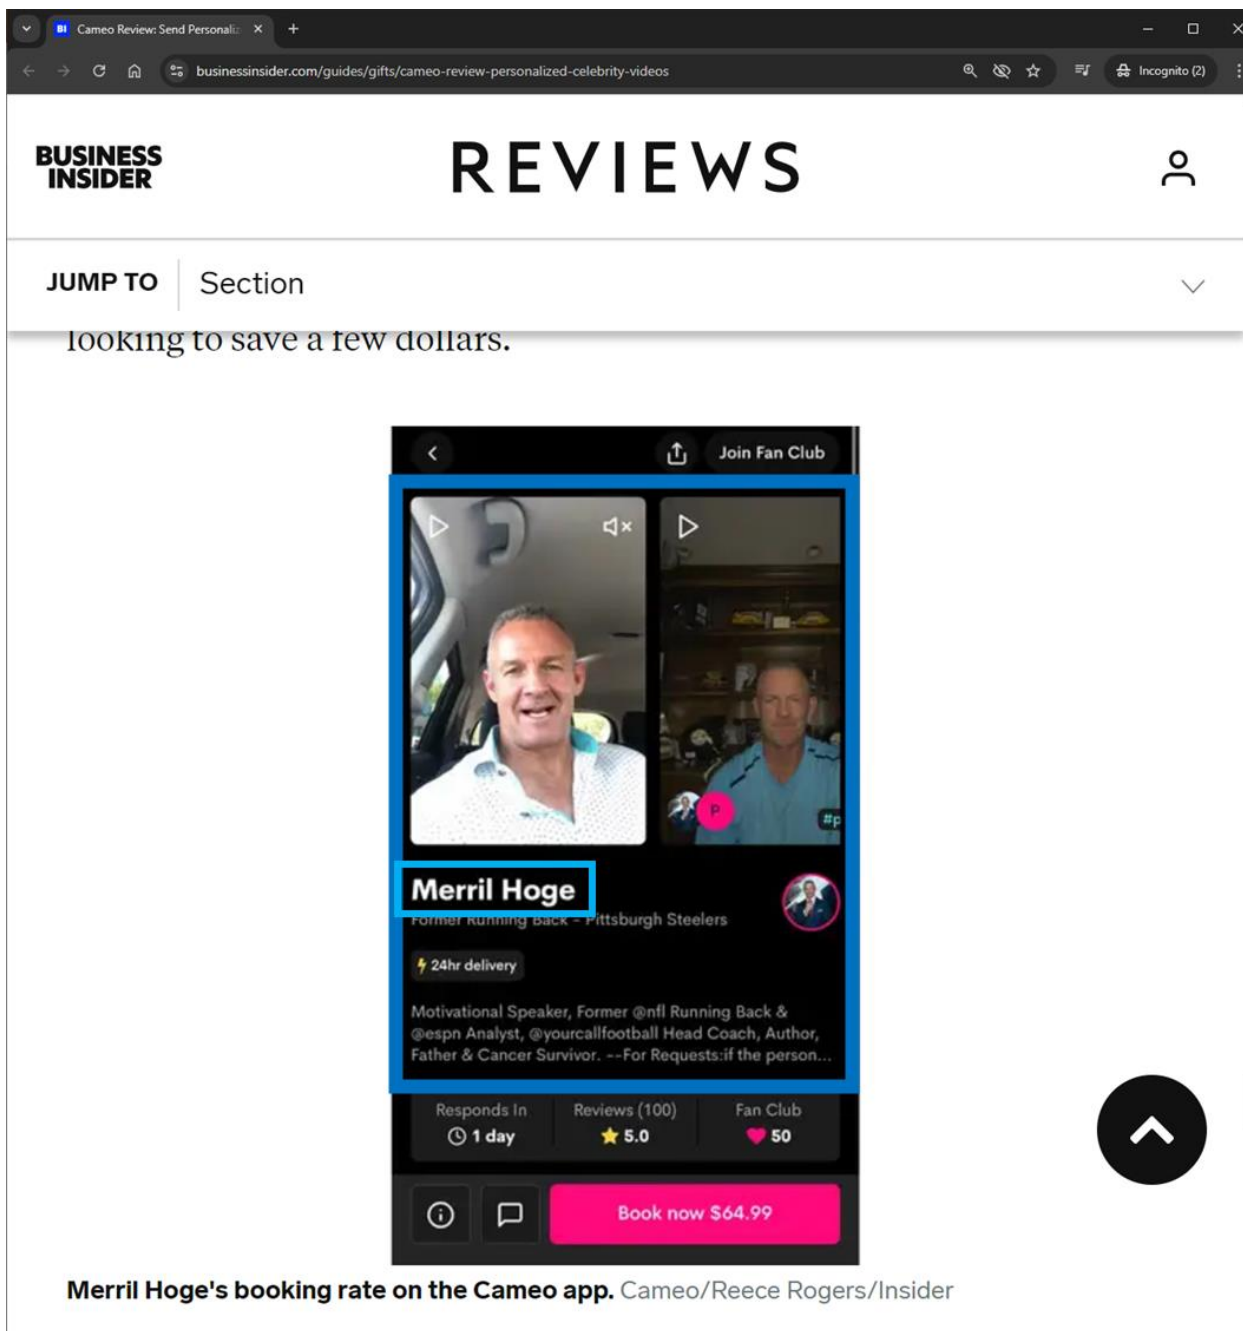 Cameo Review: Send Personaliz
businessinsider.com/guides/gifts/cameo-review-personalized-celebrity-videos
Incognito (2)
BUSINESS
INSIDER
REVIEWS
JUMP TO
Section
looking to save a few dollars.
Join Fan Club
P
#p
Merril Hoge
Former Running Back - Pittsburgh Steelers
24hr delivery
Motivational Speaker, Former @nfl Running Back &
@espn Analyst, @yourcallfootball Head Coach, Author,
Father & Cancer Survivor. --For Requests:if the person...
Responds In
Reviews (100)
Fan Club
1 day
5.0
50
Book now $64.99
Merril Hoge's booking rate on the Cameo app. Cameo/Reece Rogers/Insider